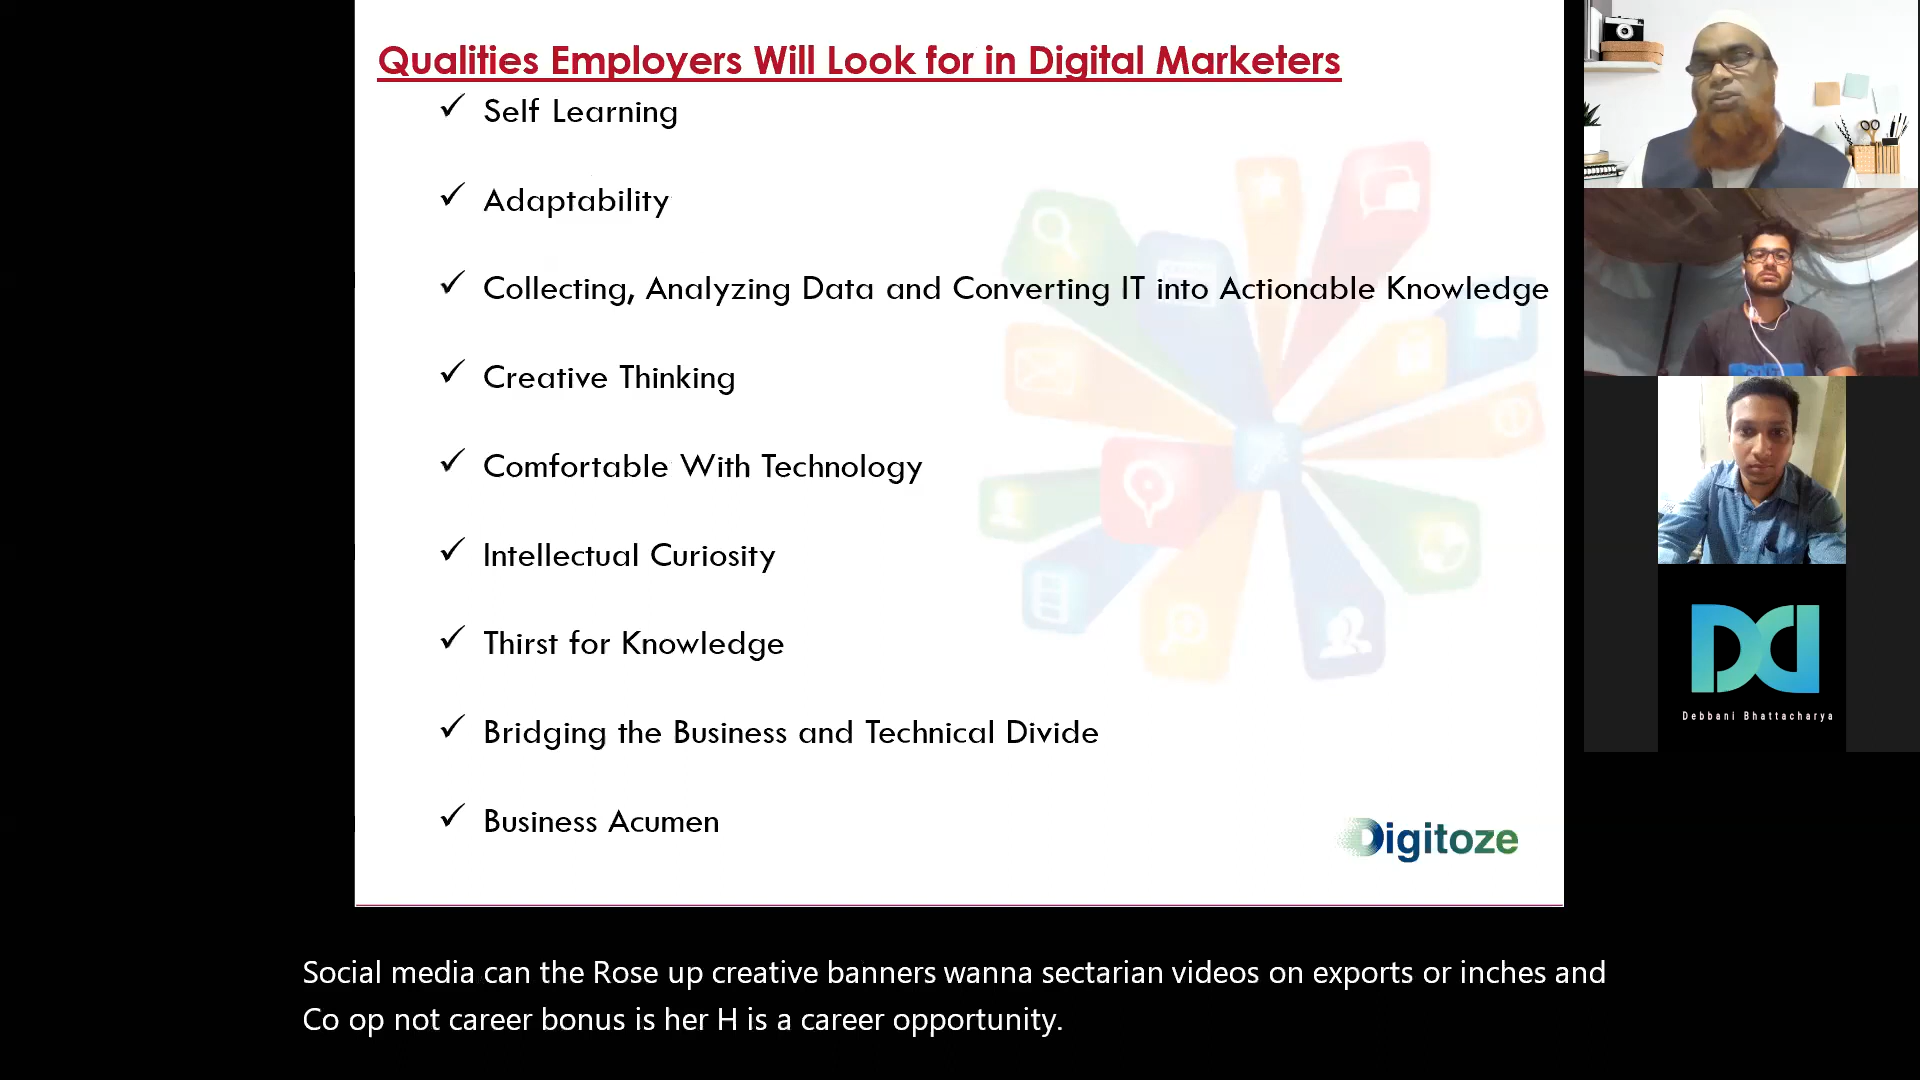 Qualities Employers Will Look for in Digital Marketers
✓ Self Learning
✓ Adaptability
✓ Collecting, Analyzing Data and Converting IT into Actionable Knowledge
✓ Creative Thinking
✓ Comfortable With Technology
✓ Intellectual Curiosity
✓ Thirst for Knowledge
✓ Bridging the Business and Technical Divide
✓ Business Acumen
Digitoze
DD
Debbani Bhattacharya
Social media can the Rose up creative banners wanna sectarian videos on exports or inches and
Co op not career bonus is her H is a career opportunity.